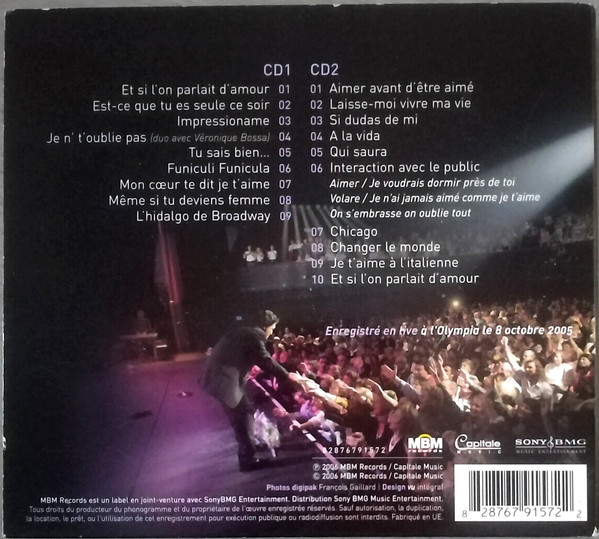 CD1
Et si l'on parlait d'amour 01
Est-ce que tu es seule ce soir 02
Impressioname 03
Je n' t'oublie pas (duo avec Véronique Bossa) 04
Tu sais bien... 05
Funiculi Funicula 06
Mon cœur te dit je t'aime 07
Même si tu deviens femme 08
L'hidalgo de Broadway 09
CD2
01 Aimer avant d'être aimé
02 Laisse-moi vivre ma vie
03 Si dudas de mi
04 A la vida
05 Qui saura
06 Interaction avec le public
Aimer / Je voudrais dormir près de toi
Volare / Je n'ai jamais aimé comme je t'aime
On s'embrasse on oublie tout
07 Chicago
08 Changer le monde
09 Je t'aime à l'italienne
10 Et si l'on parlait d'amour
Enregistré en live à l'Olympia le 8 octobre 2005
82876791572
MBM
RECORDS
Capitale
MUSIC
SONY BMG
MUSIC ENTERTAINMENT
℗ 2006 MBM Records / Capitale Music
© 2006 MBM Records / Capitale Music
Photos digipak François Gaillard | Design vu intégral
MBM Records est un label en joint-venture avec SonyBMG Entertainment. Distribution Sony BMG Music Entertainment.
Tous droits du producteur du phonogramme et du propriétaire de l'œuvre enregistrée réservés. Sauf autorisation, la duplication,
la location, le prêt, ou l'utilisation de cet enregistrement pour exécution publique ou radiodiffusion sont interdits. Fabriqué en UE.
8 28767 91572 2